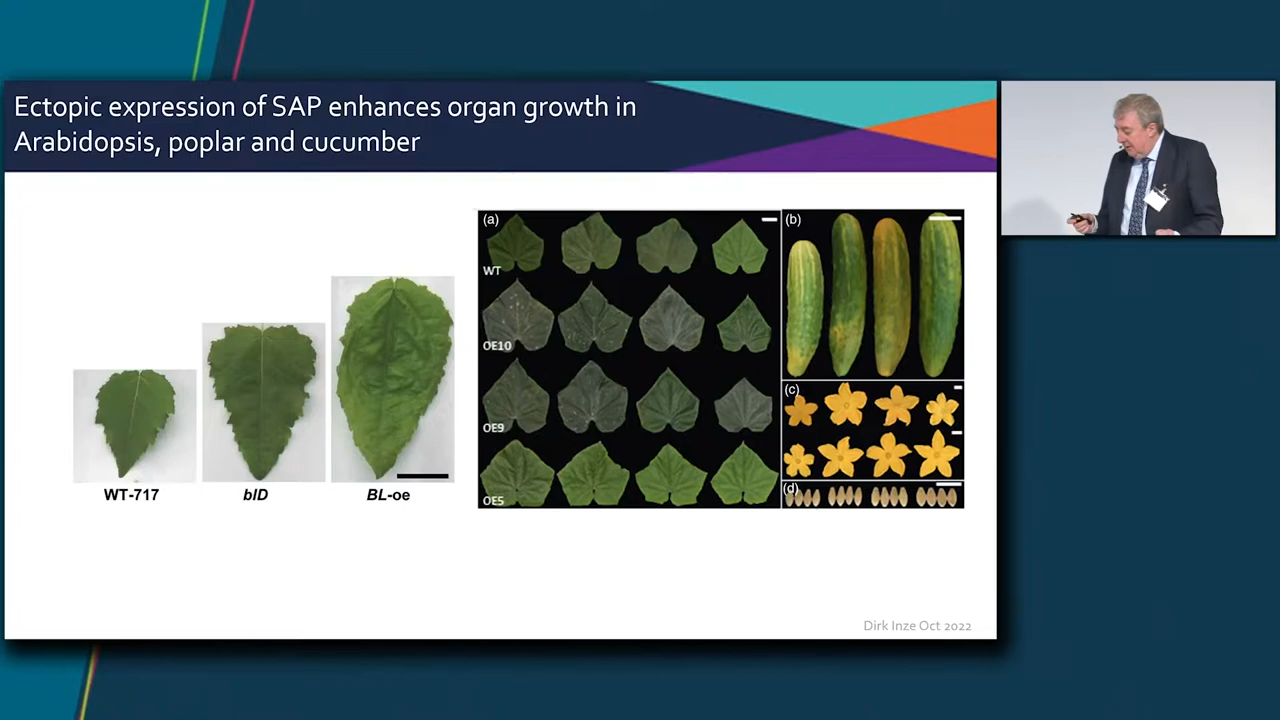 Ectopic expression of SAP enhances organ growth in
Arabidopsis, poplar and cucumber
WT-717
blD
BL-oe
(a)
WT
OE10
OE9
OE5
(b)
(c)
(d)
Dirk Inze Oct 2022